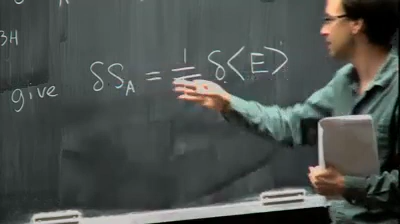 3H
give δS_A = 1/ δ⟨E⟩